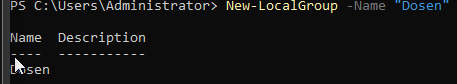 PS C:\Users\Administrator> New-LocalGroup -Name "Dosen"
Name  Description
----  -----------
Dosen